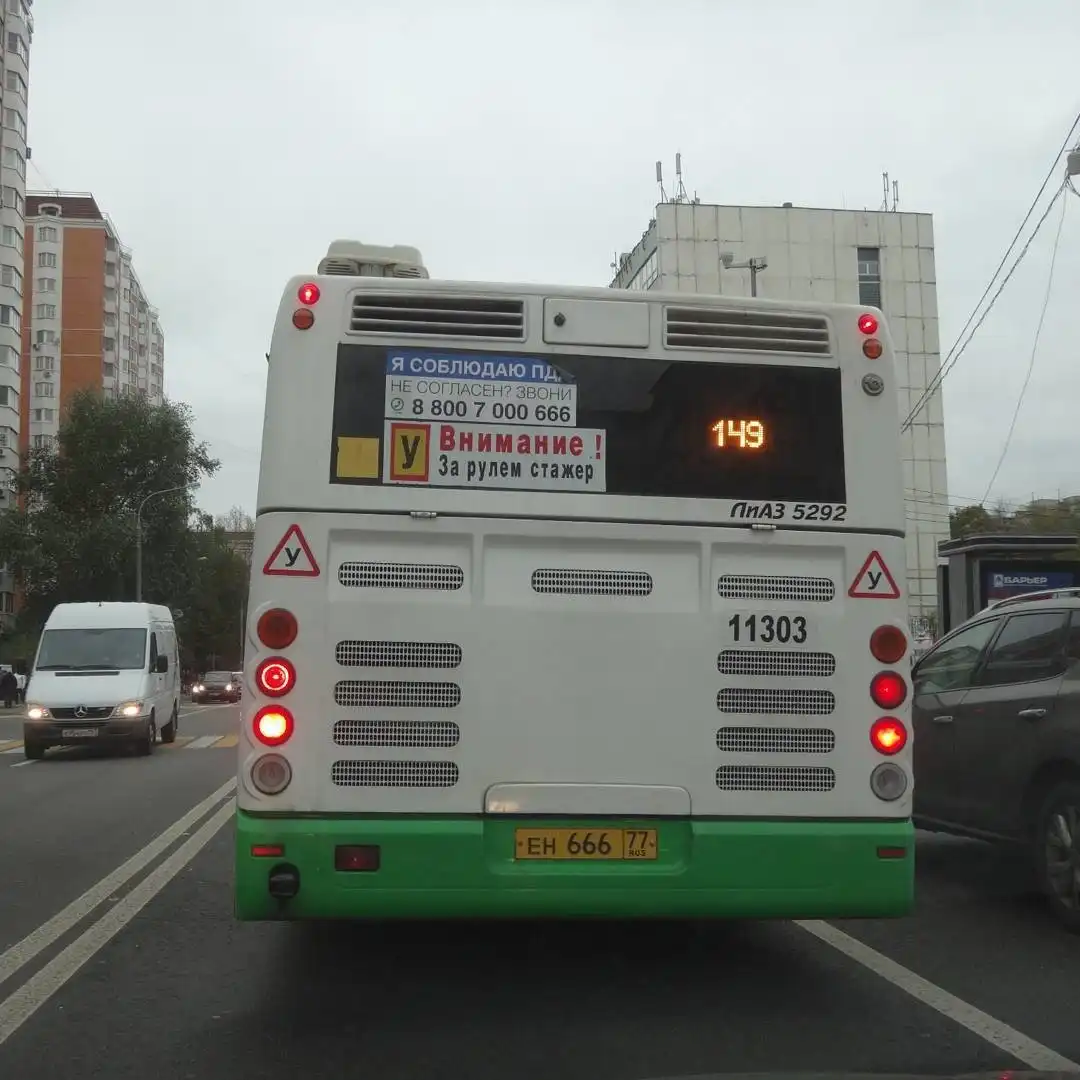 Я СОБЛЮДАЮ ПД
НЕ СОГЛАСЕН? ЗВОНИ
8 800 7 000 666
У Внимание !
За рулем стажер
149
ЛиАЗ 5292
У
У
11303
БАРЬЕР
ЕН 666 77
RUS